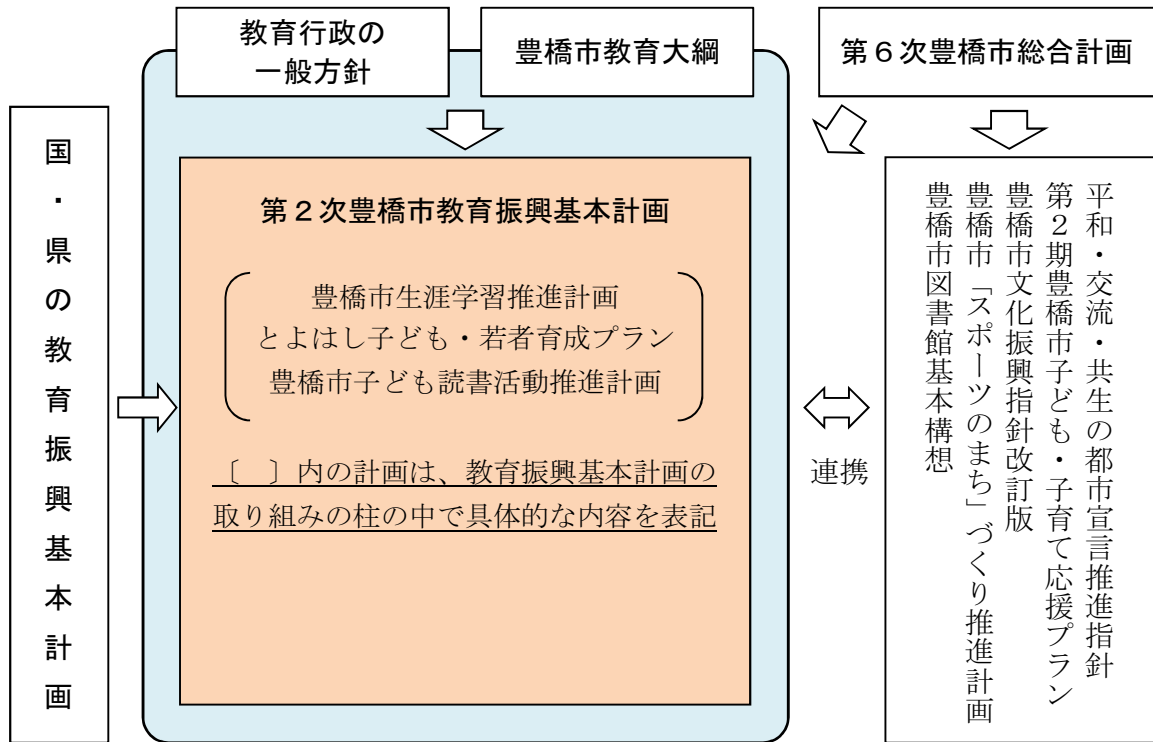 教育行政の
一般方針
豊橋市教育大綱
第6次豊橋市総合計画
国・県の教育振興基本計画
第2次豊橋市教育振興基本計画
豊橋市生涯学習推進計画
とよはし子ども・若者育成プラン
豊橋市子ども読書活動推進計画
〔　〕内の計画は、教育振興基本計画の
取り組みの柱の中で具体的な内容を表記
連携
平和・交流・共生の都市宣言推進指針
第2期豊橋市子ども・子育て応援プラン
豊橋市文化振興指針改訂版
豊橋市「スポーツのまち」づくり推進計画
豊橋市図書館基本構想